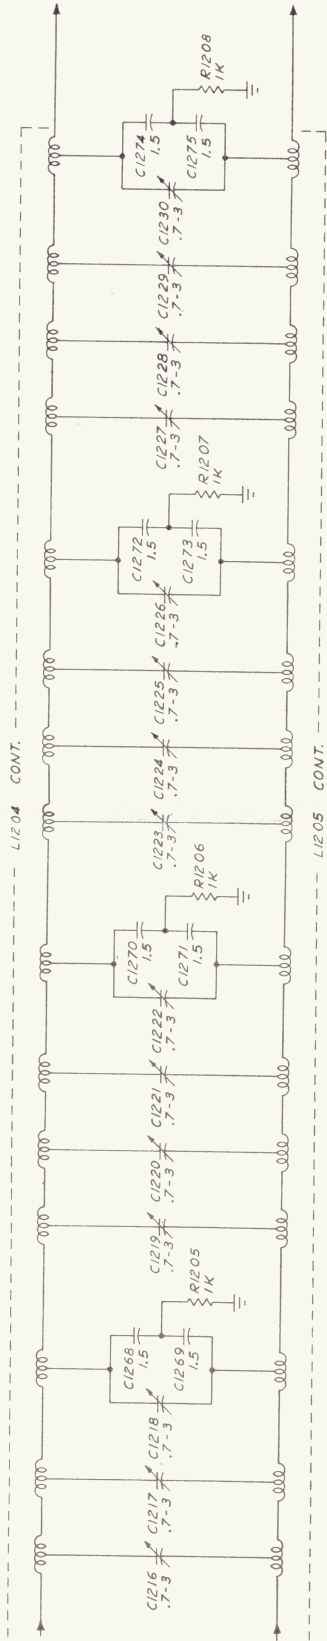 L1204 CONT.
C1216
.7-3
C1217
.7-3
C1218
.7-3
C1268
1.5
C1269
1.5
R1205
1K
C1219
.7-3
C1220
.7-3
C1221
.7-3
C1222
.7-3
C1270
1.5
C1271
1.5
R1206
1K
C1223
.7-3
C1224
.7-3
C1225
.7-3
C1226
.7-3
C1272
1.5
C1273
1.5
R1207
1K
C1227
.7-3
C1228
.7-3
C1229
.7-3
C1230
.7-3
C1274
1.5
C1275
1.5
R1208
1K
L1205 CONT.